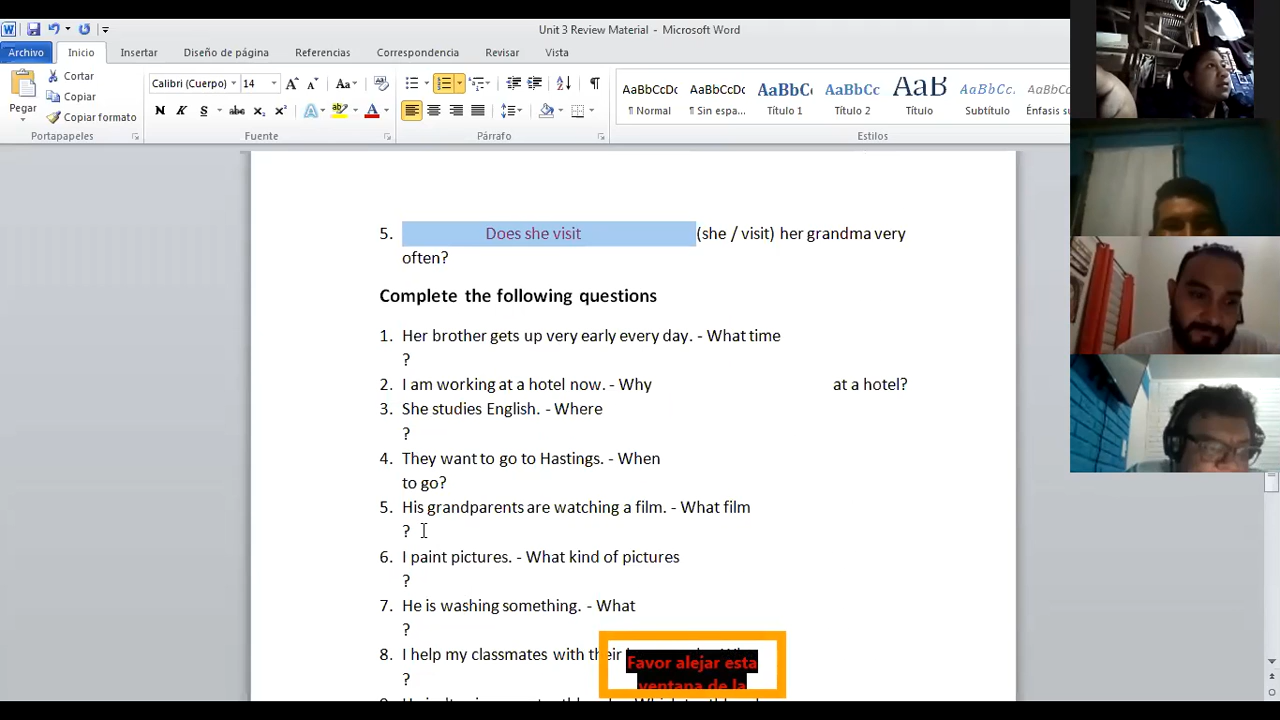 Unit 3 Review Material - Microsoft Word
Archivo Inicio Insertar Diseño de página Referencias Correspondencia Revisar Vista
Pegar
Cortar
Copiar
Copiar formato
Calibri (Cuerpo) 14
AaBbCcDc AaBbCcDc AaBbC AaBbCc AaB AaBbCc.
¶ Normal ¶ Sin espa... Título 1 Título 2 Título Subtítulo Énfasis
Portapapeles Fuente Párrafo Estilos
5. Does she visit (she / visit) her grandma very
often?
Complete the following questions
1. Her brother gets up very early every day. - What time
?
2. I am working at a hotel now. - Why at a hotel?
3. She studies English. - Where
?
4. They want to go to Hastings. - When
to go?
5. His grandparents are watching a film. - What film
?
6. I paint pictures. - What kind of pictures
?
7. He is washing something. - What
?
8. I help my classmates with their
?
Favor alejar esta
ventana de la